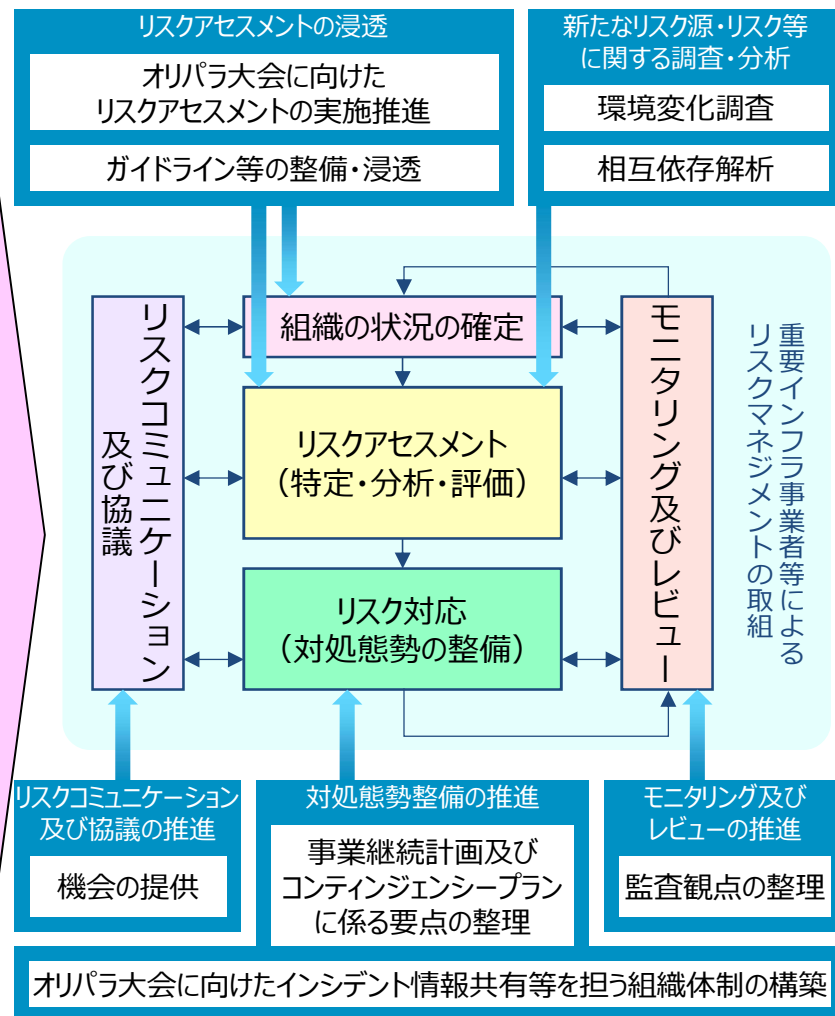 リスクアセスメントの浸透
オリパラ大会に向けた
リスクアセスメントの実施推進
ガイドライン等の整備・浸透
新たなリスク源・リスク等
に関する調査・分析
環境変化調査
相互依存解析
リスクコミュニケーション
及び協議
組織の状況の確定
リスクアセスメント
（特定・分析・評価）
リスク対応
（対処態勢の整備）
モニタリング及びレビュー
重要インフラ事業者等による
リスクマネジメントの取組
リスクコミュニケーション
及び協議の推進
機会の提供
対処態勢整備の推進
事業継続計画及び
コンティンジェンシープラン
に係る要点の整理
モニタリング及び
レビューの推進
監査観点の整理
オリパラ大会に向けたインシデント情報共有等を担う組織体制の構築